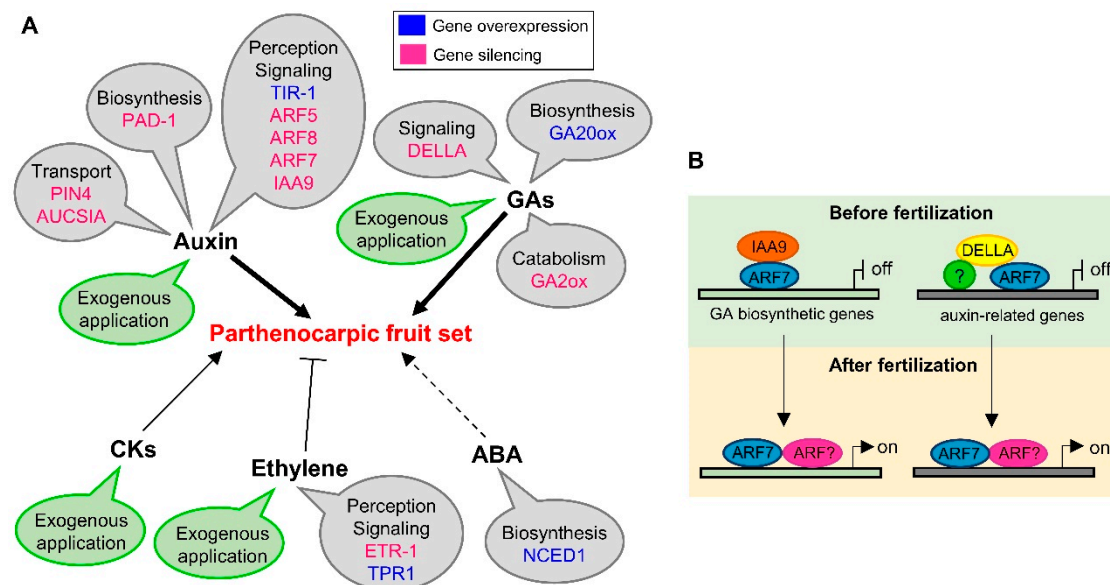 A
Gene overexpression
Gene silencing
Perception
Signaling
TIR-1
ARF5
ARF8
ARF7
IAA9
Biosynthesis
PAD-1
Transport
PIN4
AUCSIA
Auxin
Exogenous
application
Signaling
DELLA
Biosynthesis
GA20ox
GAs
Exogenous
application
Catabolism
GA2ox
Parthenocarpic fruit set
CKs
Exogenous
application
Ethylene
Exogenous
application
Perception
Signaling
ETR-1
TPR1
ABA
Biosynthesis
NCED1
B
Before fertilization
IAA9
ARF7
off
GA biosynthetic genes
DELLA
?
ARF7
off
auxin-related genes
After fertilization
ARF7 ARF?
on
ARF7 ARF?
on